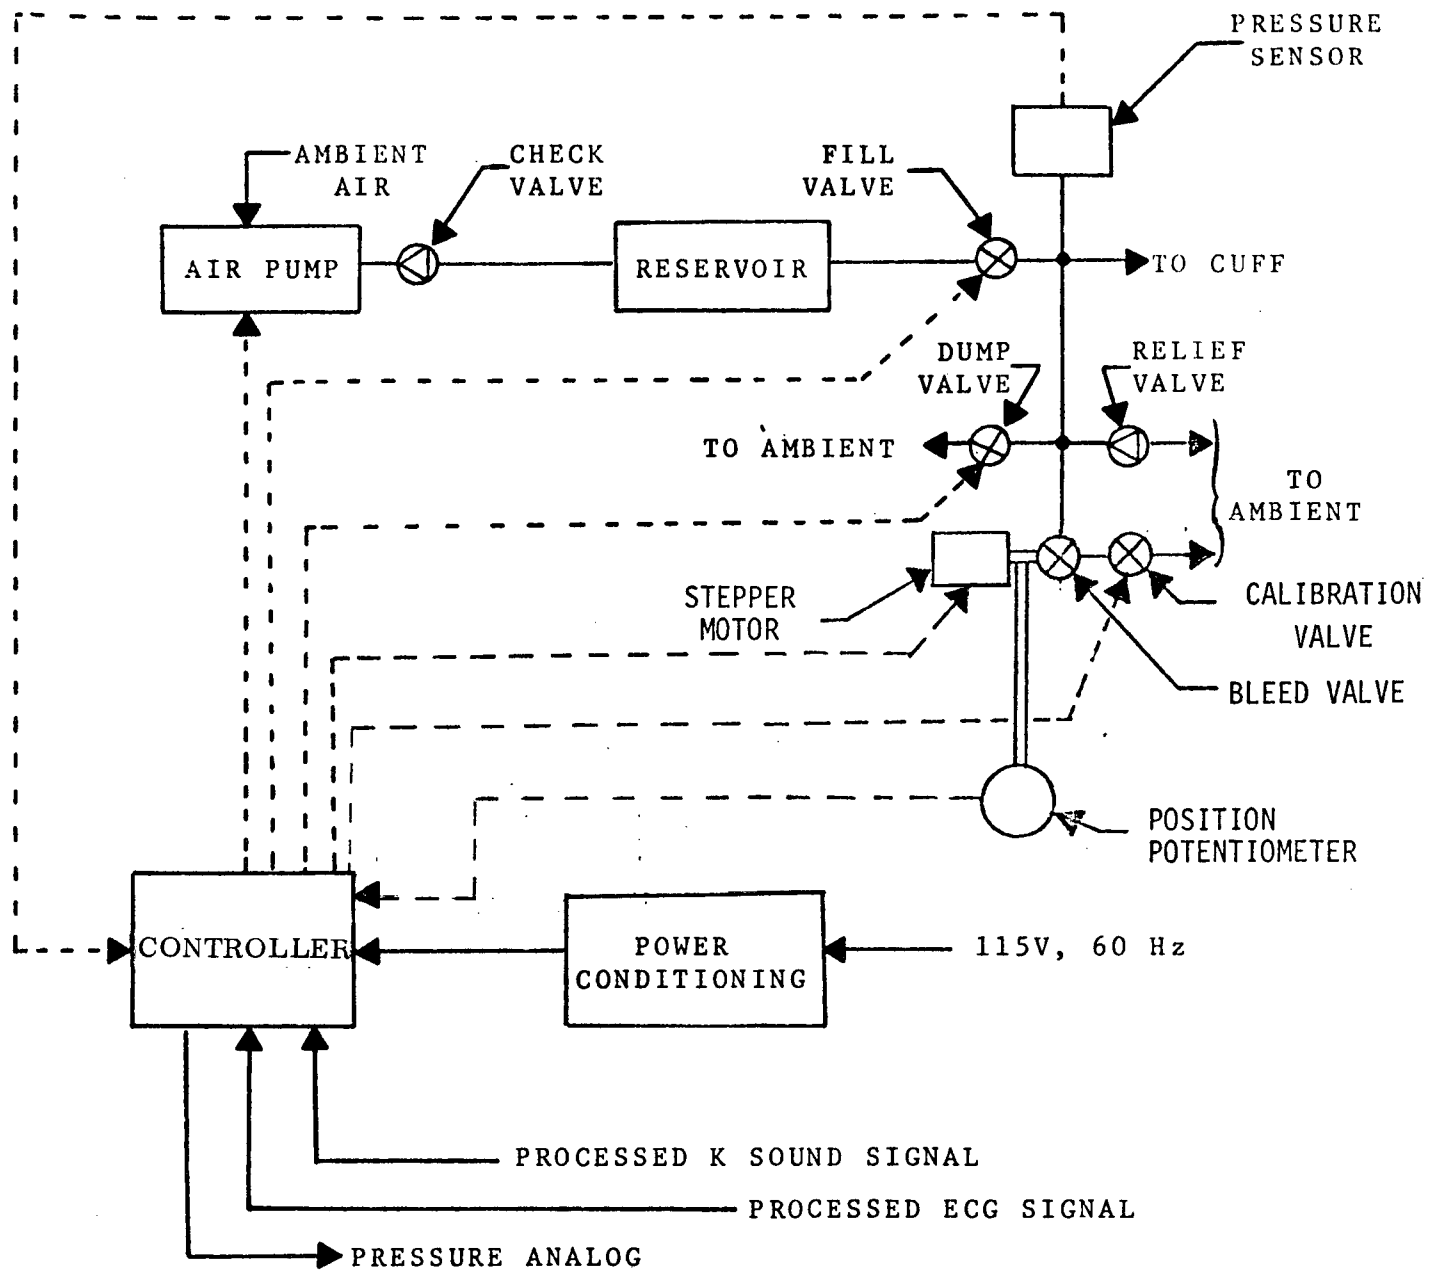 PRESSURE
SENSOR
AMBIENT
AIR
CHECK
VALVE
FILL
VALVE
AIR PUMP
RESERVOIR
TO CUFF
DUMP
VALVE
RELIEF
VALVE
TO AMBIENT
TO
AMBIENT
STEPPER
MOTOR
CALIBRATION
VALVE
BLEED VALVE
POSITION
POTENTIOMETER
CONTROLLER
POWER
CONDITIONING
115V, 60 Hz
PROCESSED K SOUND SIGNAL
PROCESSED ECG SIGNAL
PRESSURE ANALOG